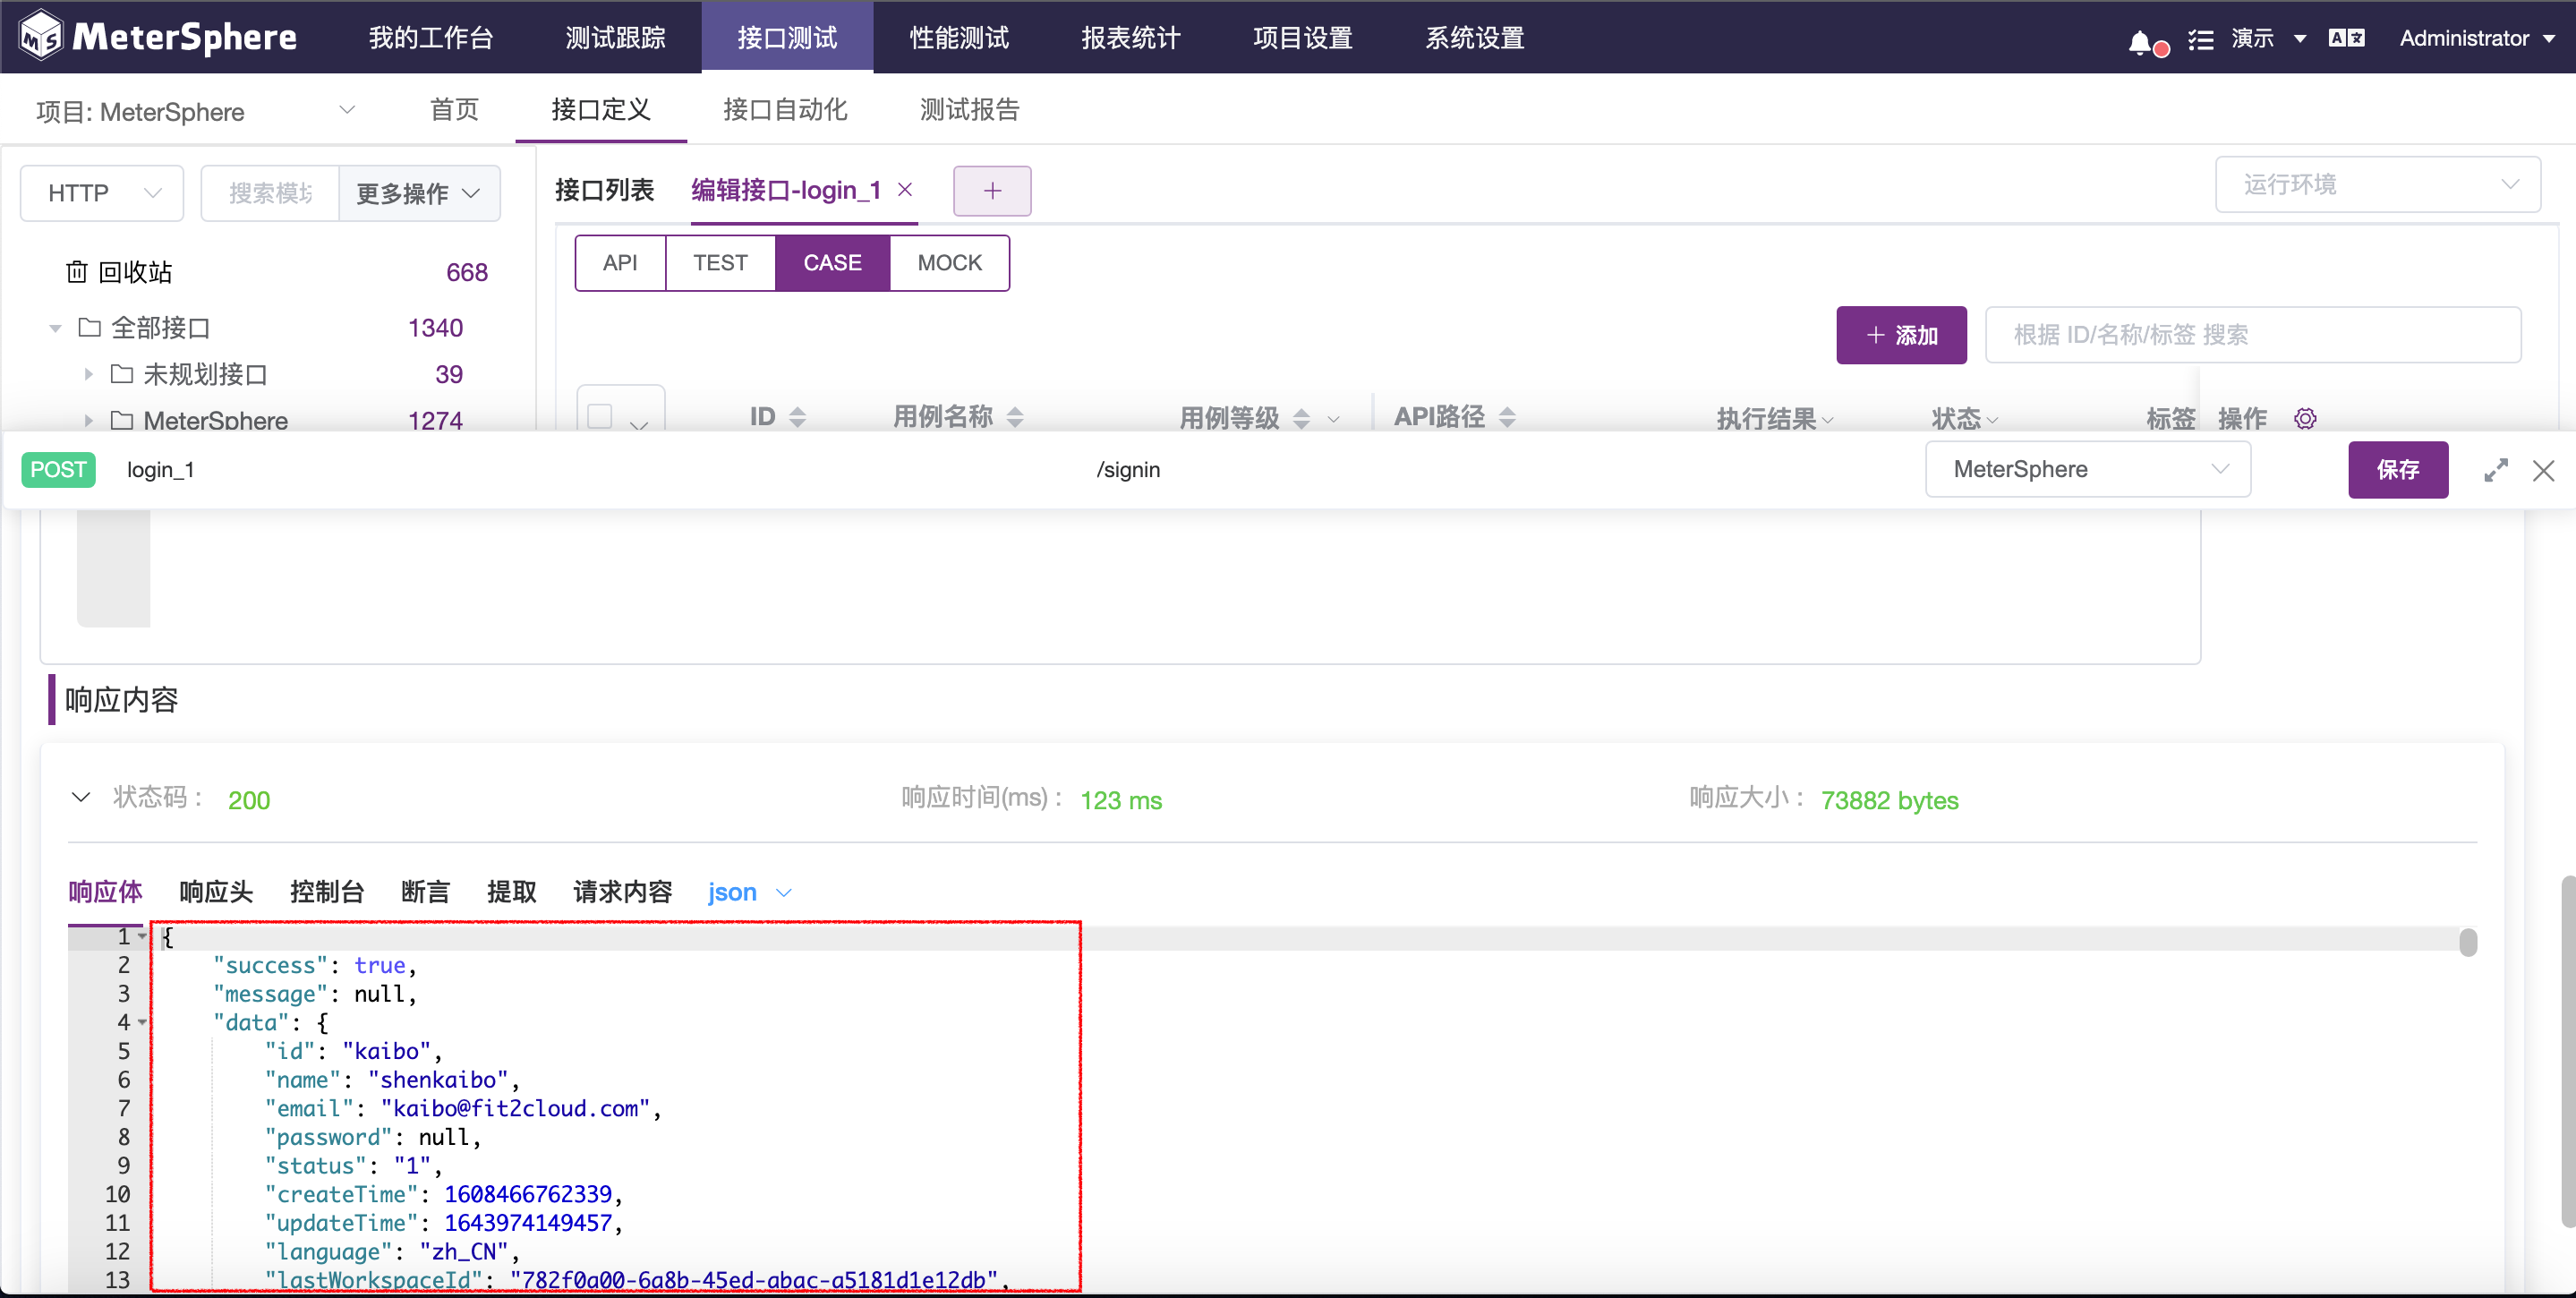 MeterSphere 我的工作台 测试跟踪 接口测试 性能测试 报表统计 项目设置 系统设置 演示 Administrator
项目: MeterSphere 首页 接口定义 接口自动化 测试报告
HTTP 搜索模块 更多操作 接口列表 编辑接口-login_1 运行环境
API TEST CASE MOCK
回收站 668
全部接口 1340
添加 根据 ID/名称/标签 搜索
未规划接口 39
MeterSphere 1274
ID 用例名称 用例等级 API路径 执行结果 状态 标签 操作
POST login_1 /signin MeterSphere 保存
响应内容
状态码： 200 响应时间(ms)： 123 ms 响应大小： 73882 bytes
响应体 响应头 控制台 断言 提取 请求内容 json
1 {
2 "success": true,
3 "message": null,
4 "data": {
5 "id": "kaibo",
6 "name": "shenkaibo",
7 "email": "kaibo@fit2cloud.com",
8 "password": null,
9 "status": "1",
10 "createTime": 1608466762339,
11 "updateTime": 1643974149457,
12 "language": "zh_CN",
13 "lastWorkspaceId": "782f0a00-6a8b-45ed-abac-a5181d1e12db",